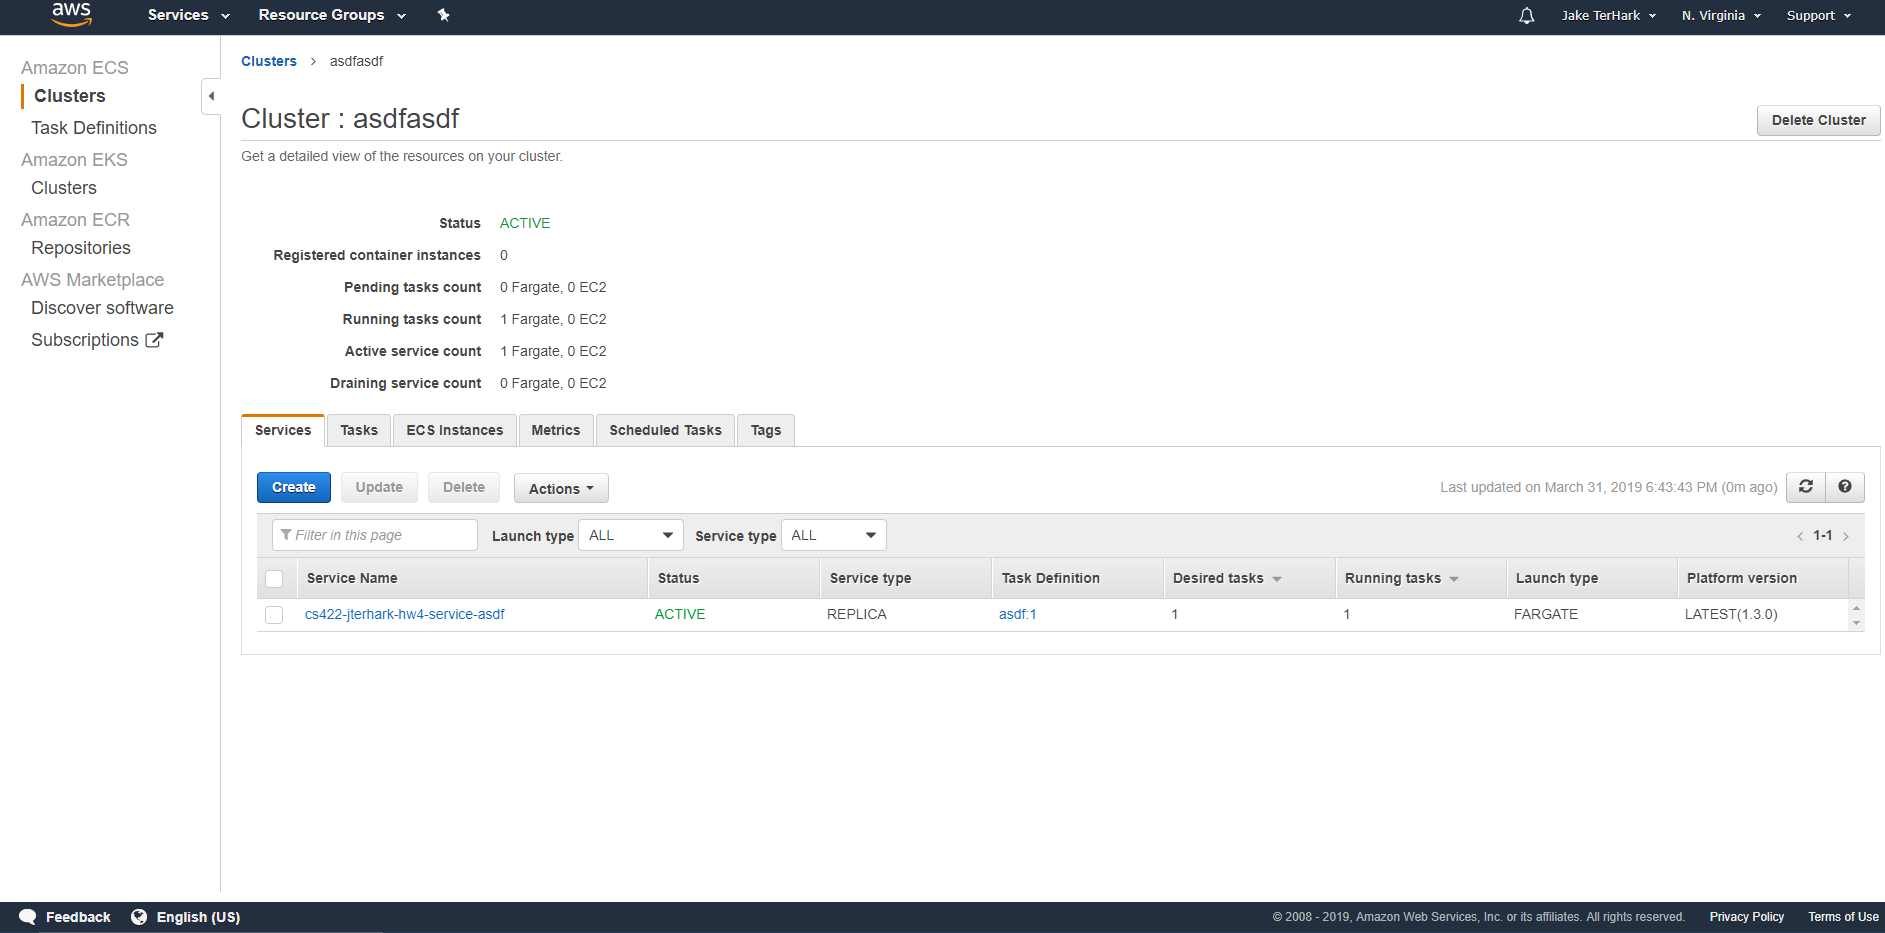 aws Services Resource Groups Jake TerHark N. Virginia Support
Amazon ECS
Clusters
Task Definitions
Amazon EKS
Clusters
Amazon ECR
Repositories
AWS Marketplace
Discover software
Subscriptions
Clusters > asdfasdf
Cluster : asdfasdf
Delete Cluster
Get a detailed view of the resources on your cluster.
Status ACTIVE
Registered container instances 0
Pending tasks count 0 Fargate, 0 EC2
Running tasks count 1 Fargate, 0 EC2
Active service count 1 Fargate, 0 EC2
Draining service count 0 Fargate, 0 EC2
Services Tasks ECS Instances Metrics Scheduled Tasks Tags
Create Update Delete Actions Last updated on March 31, 2019 6:43:43 PM (0m ago)
Filter in this page Launch type ALL Service type ALL < 1-1 >
Service Name Status Service type Task Definition Desired tasks Running tasks Launch type Platform version
cs422-jterhark-hw4-service-asdf ACTIVE REPLICA asdf:1 1 1 FARGATE LATEST(1.3.0)
Feedback English (US) © 2008 - 2019, Amazon Web Services, Inc. or its affiliates. All rights reserved. Privacy Policy Terms of Use